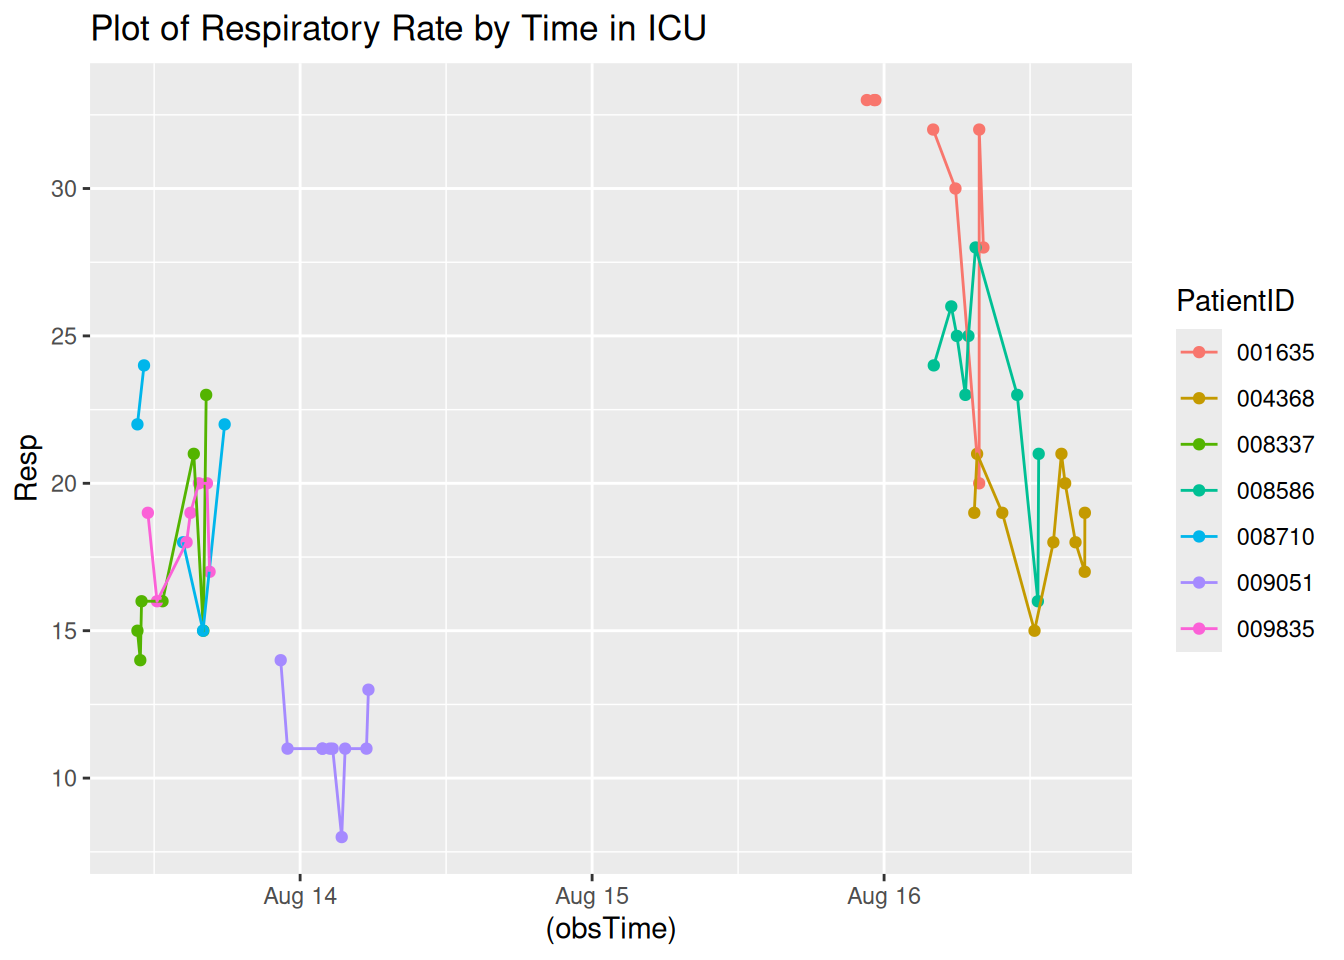 Plot of Respiratory Rate by Time in ICU
30
25
20
15
10
Resp
Aug 14
Aug 15
Aug 16
(obsTime)
PatientID
001635
004368
008337
008586
008710
009051
009835